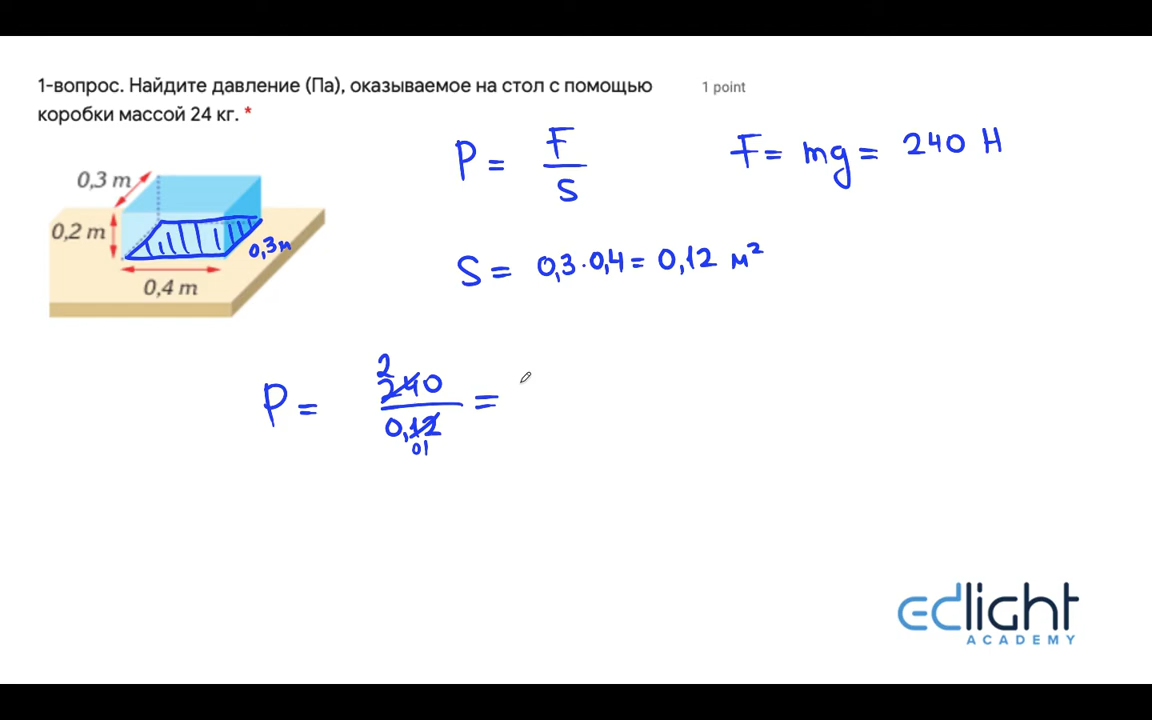 1-вопрос. Найдите давление (Па), оказываемое на стол с помощью
коробки массой 24 кг. *
1 point
P = F/S
F = mg = 240 Н
0.3 m
0.2 m
0,3м
0.4 m
S = 0,3 · 0,4 = 0,12 м²
2
P = 240/0,12 =
01
edlight
ACADEMY